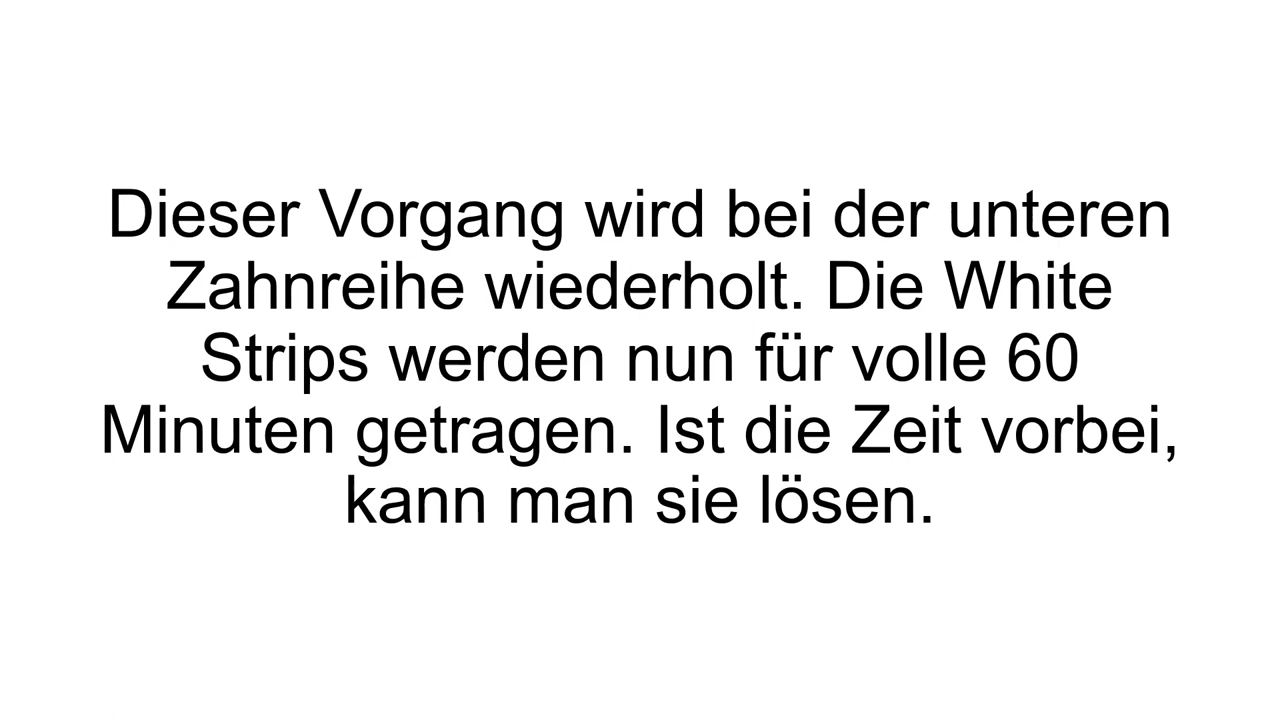 Dieser Vorgang wird bei der unteren
Zahnreihe wiederholt. Die White
Strips werden nun für volle 60
Minuten getragen. Ist die Zeit vorbei,
kann man sie lösen.